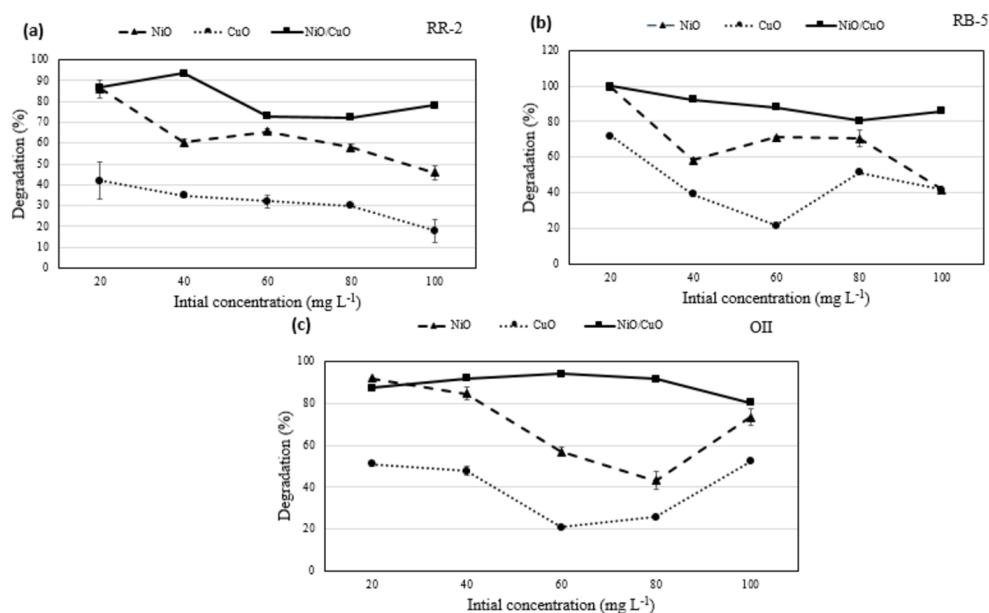 (a)
NiO CuO NiO/CuO RR-2
100
90
80
70
60
50
40
30
20
10
0
Degradation (%)
20 40 60 80 100
Intial concentration (mg L⁻¹)
(b)
RB-5
NiO CuO NiO/CuO
120
100
80
60
40
20
0
Degradation (%)
20 40 60 80 100
Intial concentration (mg L⁻¹)
(c)
NiO CuO NiO/CuO OII
100
80
60
40
20
0
Degradation (%)
20 40 60 80 100
Intial concentration (mg L⁻¹)